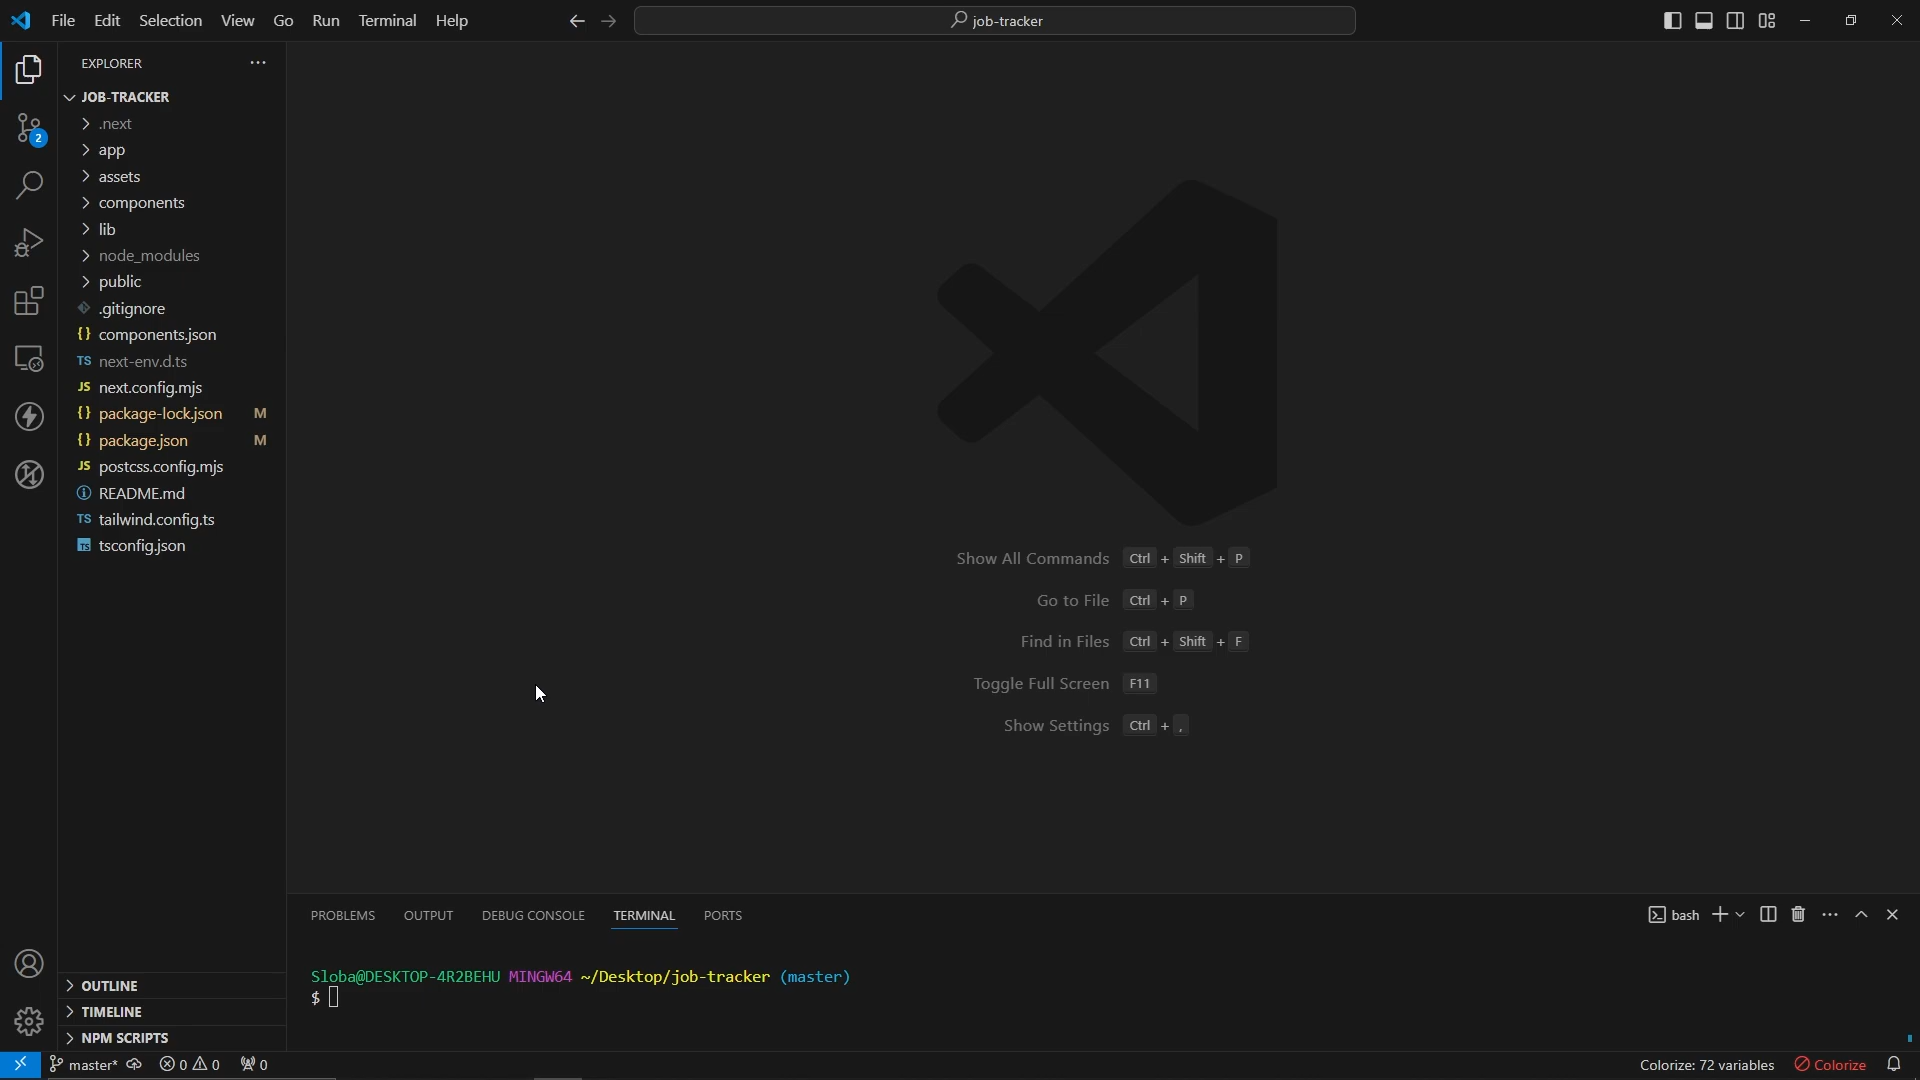 File Edit Selection View Go Run Terminal Help
job-tracker
EXPLORER
JOB-TRACKER
.next
2
app
assets
components
lib
node_modules
public
.gitignore
{} components.json
TS next-env.d.ts
JS next.config.mjs
{} package-lock.json M
{} package.json M
JS postcss.config.mjs
README.md
TS tailwind.config.ts
TS tsconfig.json
Show All Commands Ctrl + Shift + P
Go to File Ctrl + P
Find in Files Ctrl + Shift + F
Toggle Full Screen F11
Show Settings Ctrl + ,
PROBLEMS OUTPUT DEBUG CONSOLE TERMINAL PORTS
bash
Sloba@DESKTOP-4R2BEHU MINGW64 ~/Desktop/job-tracker (master)
$
OUTLINE
TIMELINE
NPM SCRIPTS
master* 0 0 0
Colorize: 72 variables Colorize